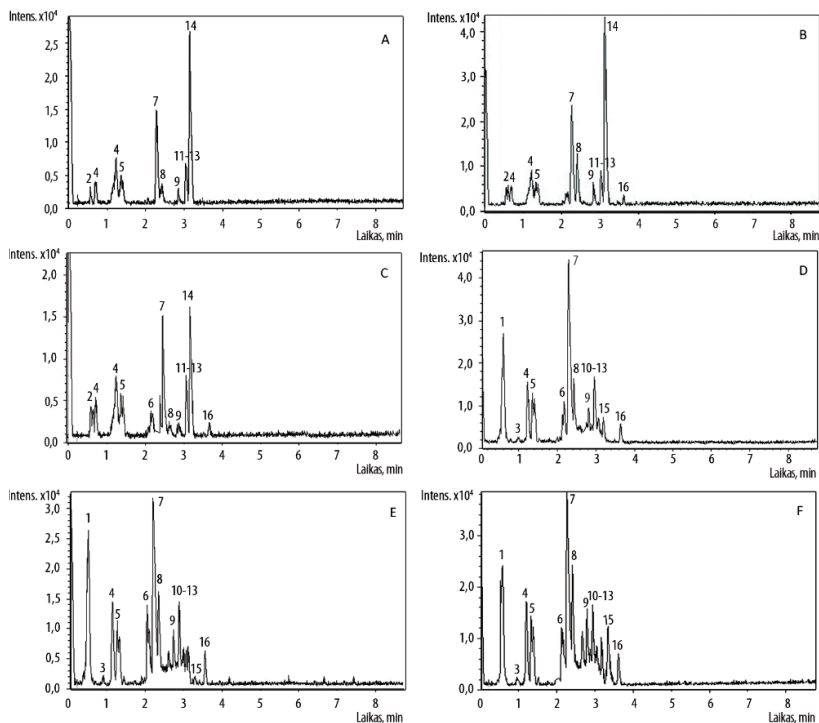 Intens. x10⁴
A
14
3,0
2,5
2,0
1,5
1,0
0,5
0,0
2 4 4 5 7 8 9 11-13
0 1 2 3 4 5 6 7 8
Laikas, min
Intens. x10⁴
B
14
4,0
3,0
2,0
1,0
0,0
2 4 4 5 7 8 9 11-13 16
0 1 2 3 4 5 6 7 8
Laikas, min
Intens. x10⁴
C
2,0
1,5
1,0
0,5
0,0
2 4 4 5 6 7 8 9 11-13 14 16
0 1 2 3 4 5 6 7 8
Laikas, min
Intens. x10⁴
D
4,0
3,0
2,0
1,0
0,0
1 3 4 5 6 7 8 9 10-13 15 16
0 1 2 3 4 5 6 7 8
Laikas, min
Intens. x10⁴
E
3,0
2,5
2,0
1,5
1,0
0,5
0,0
1 3 4 5 6 7 8 9 10-13 15 16
0 1 2 3 4 5 6 7 8
Laikas, min
Intens. x10⁴
F
3,0
2,0
1,0
0,0
1 3 4 5 6 7 8 9 10-13 15 16
0 1 2 3 4 5 6 7 8
Laikas, min